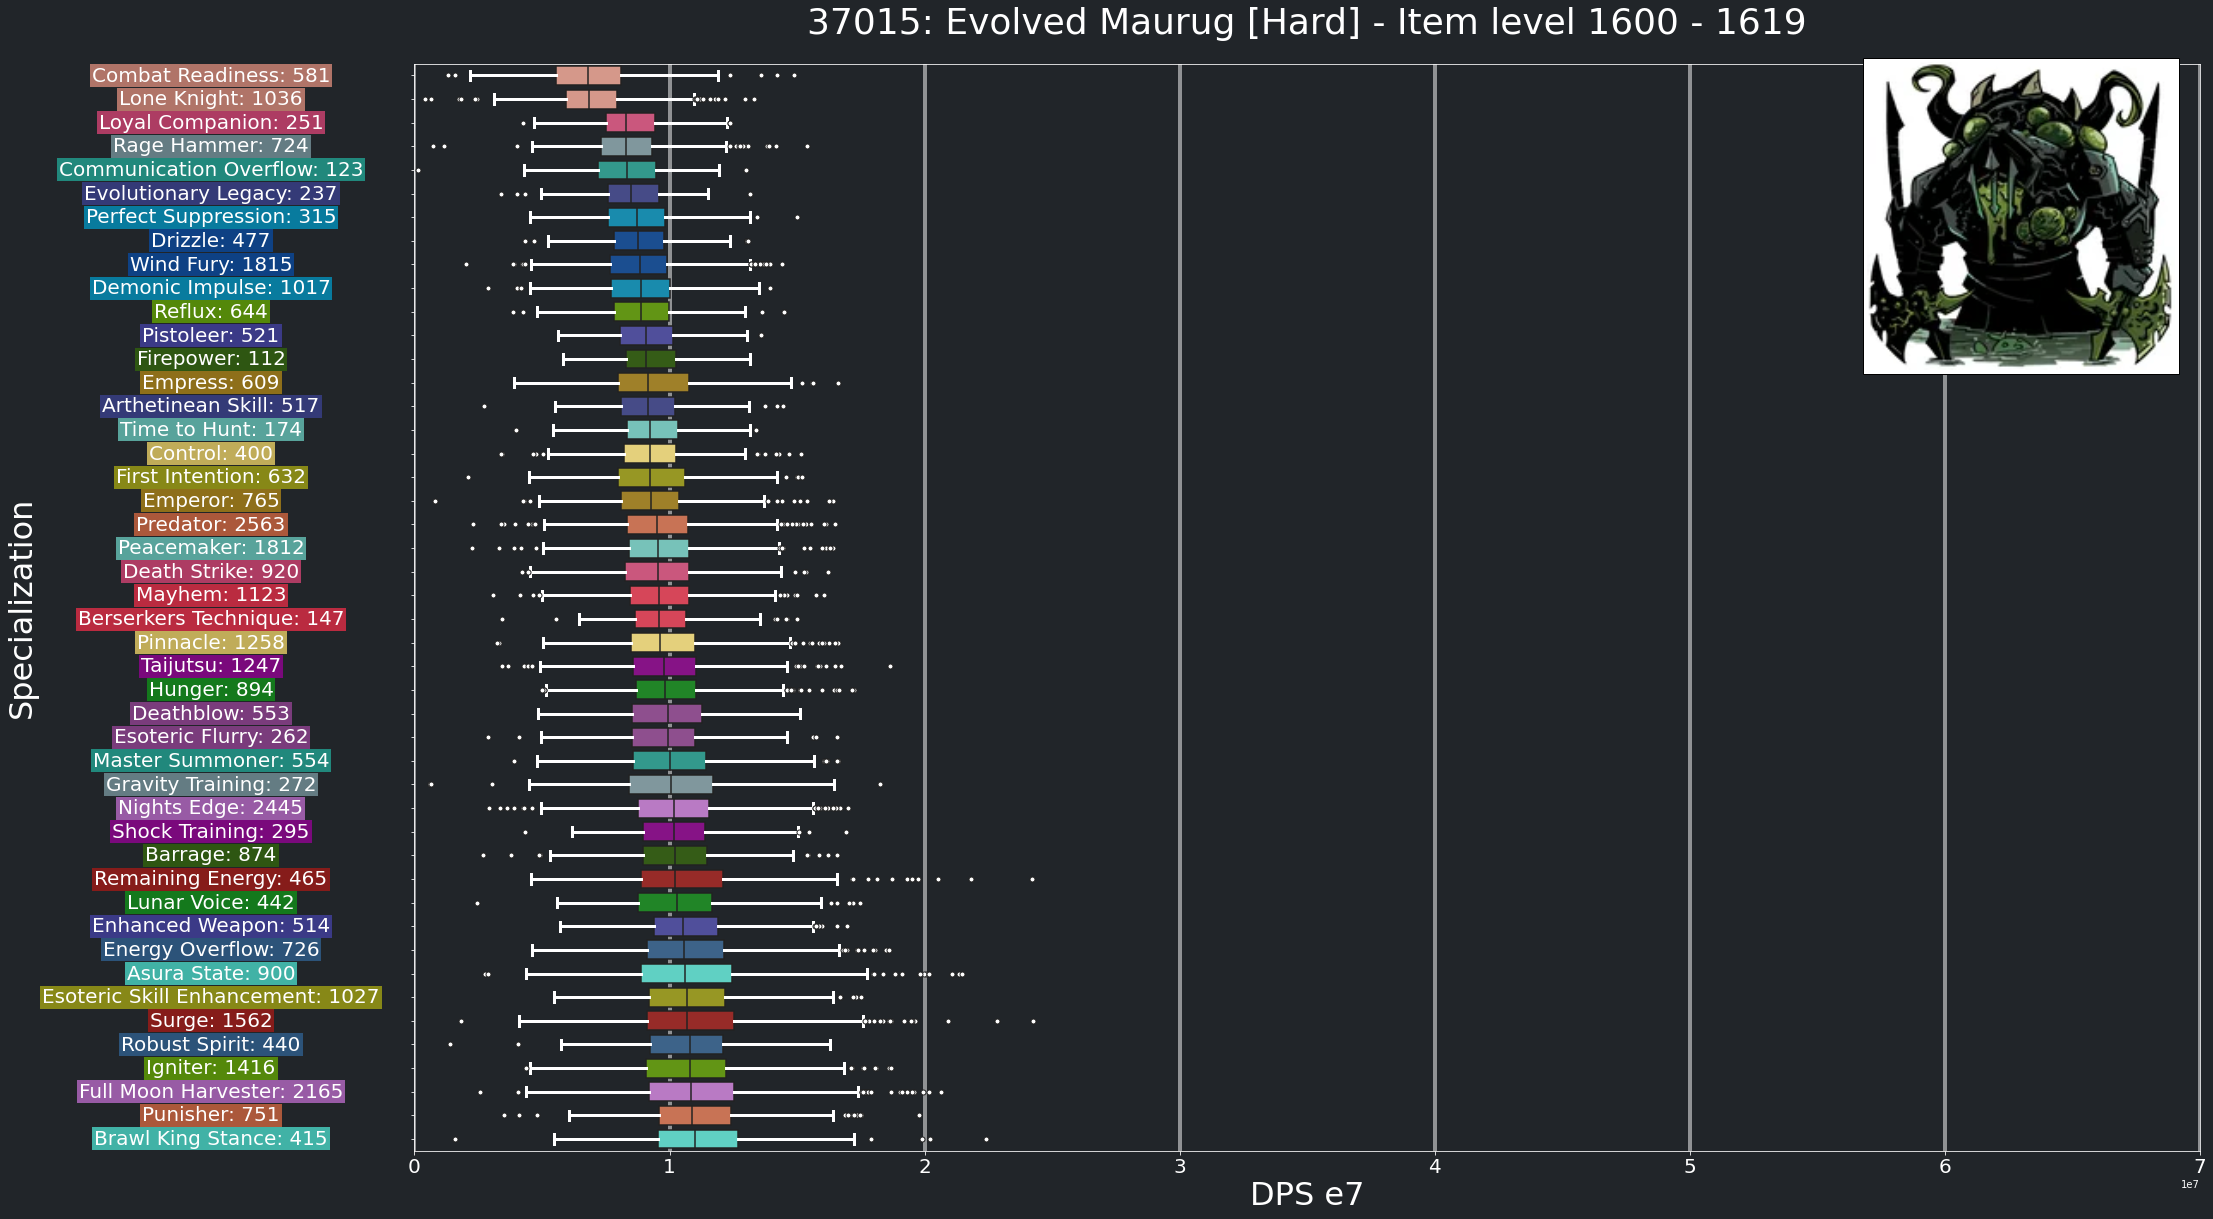 37015: Evolved Maurug [Hard] - Item level 1600 - 1619
Combat Readiness: 581
Lone Knight: 1036
Loyal Companion: 251
Rage Hammer: 724
Communication Overflow: 123
Evolutionary Legacy: 237
Perfect Suppression: 315
Drizzle: 477
Wind Fury: 1815
Demonic Impulse: 1017
Reflux: 644
Pistoleer: 521
Firepower: 112
Empress: 609
Arthetinean Skill: 517
Time to Hunt: 174
Control: 400
First Intention: 632
Emperor: 765
Predator: 2563
Peacemaker: 1812
Death Strike: 920
Mayhem: 1123
Berserkers Technique: 147
Pinnacle: 1258
Taijutsu: 1247
Hunger: 894
Deathblow: 553
Esoteric Flurry: 262
Master Summoner: 554
Gravity Training: 272
Nights Edge: 2445
Shock Training: 295
Barrage: 874
Remaining Energy: 465
Lunar Voice: 442
Enhanced Weapon: 514
Energy Overflow: 726
Asura State: 900
Esoteric Skill Enhancement: 1027
Surge: 1562
Robust Spirit: 440
Igniter: 1416
Full Moon Harvester: 2165
Punisher: 751
Brawl King Stance: 415
Specialization
0 1 2 3 4 5 6 7
1e7
DPS e7